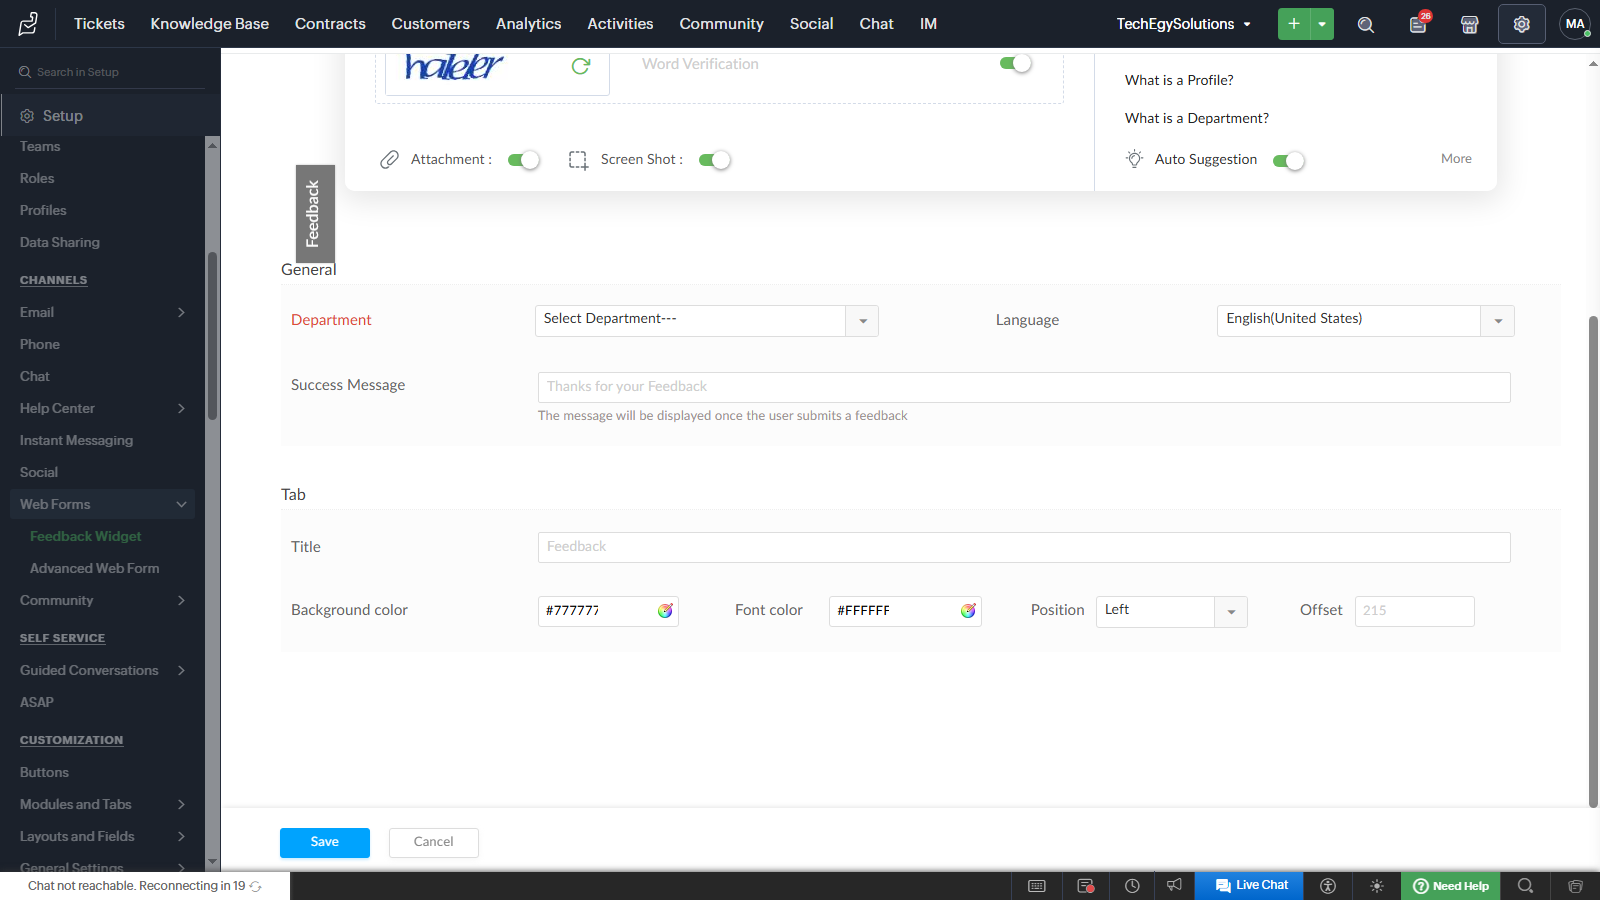 Tickets Knowledge Base Contracts Customers Analytics Activities Community Social Chat IM TechEgySolutions 26 MA
Search in Setup
Setup
Teams
Roles
Profiles
Data Sharing
CHANNELS
Email
Phone
Chat
Help Center
Instant Messaging
Social
Web Forms
Feedback Widget
Advanced Web Form
Community
SELF SERVICE
Guided Conversations
ASAP
CUSTOMIZATION
Buttons
Modules and Tabs
Layouts and Fields
General Settings
Word Verification
What is a Profile?
What is a Department?
Attachment :
Screen Shot :
Auto Suggestion
More
Feedback
General
Department
Select Department---
Language
English(United States)
Success Message
Thanks for your Feedback
The message will be displayed once the user submits a feedback
Tab
Title
Feedback
Background color
#777777
Font color
#FFFFFF
Position
Left
Offset
215
Save
Cancel
Chat not reachable. Reconnecting in 19
Live Chat
Need Help